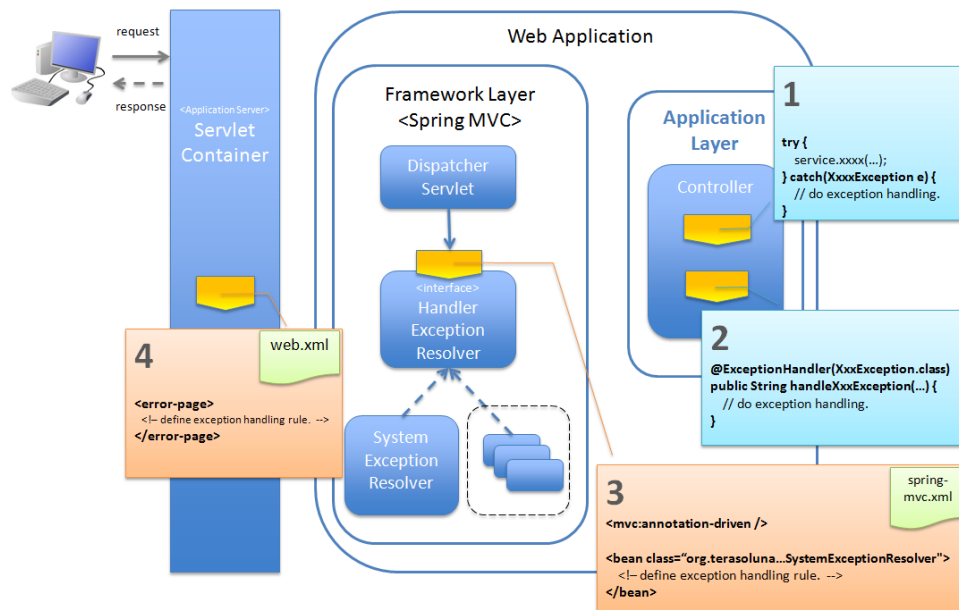 request
response
<Application Server>
Servlet
Container
Web Application
Framework Layer
<Spring MVC>
Dispatcher
Servlet
<interface>
Handler
Exception
Resolver
System
Exception
Resolver
Application
Layer
Controller
1
try {
service.xxxx(…);
} catch(XxxxException e) {
// do exception handling.
}
2
@ExceptionHandler(XxxException.class)
public String handleXxxException(…) {
// do exception handling.
}
3
spring-
mvc.xml
<mvc:annotation-driven />
<bean class=“org.terasoluna...SystemExceptionResolver">
<!– define exception handling rule. -->
</bean>
4
web.xml
<error-page>
<!– define exception handling rule. -->
</error-page>